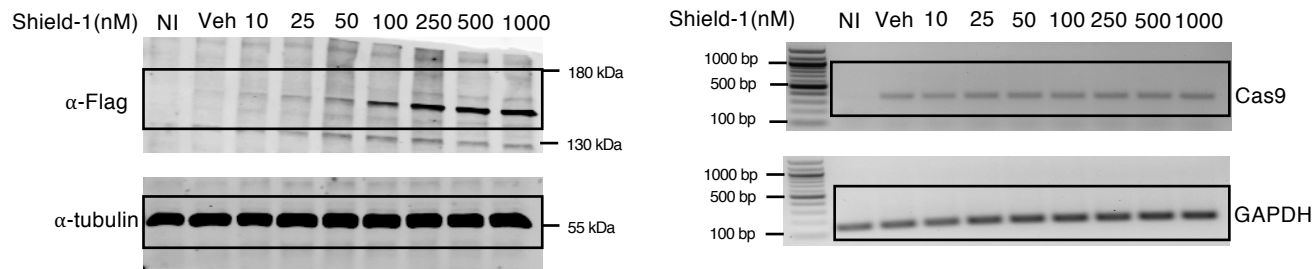 Shield-1(nM) NI Veh 10 25 50 100 250 500 1000
180 kDa
α-Flag
130 kDa
α-tubulin
55 kDa
Shield-1(nM) NI Veh 10 25 50 100 250 500 1000
1000 bp
500 bp
Cas9
100 bp
1000 bp
500 bp
GAPDH
100 bp